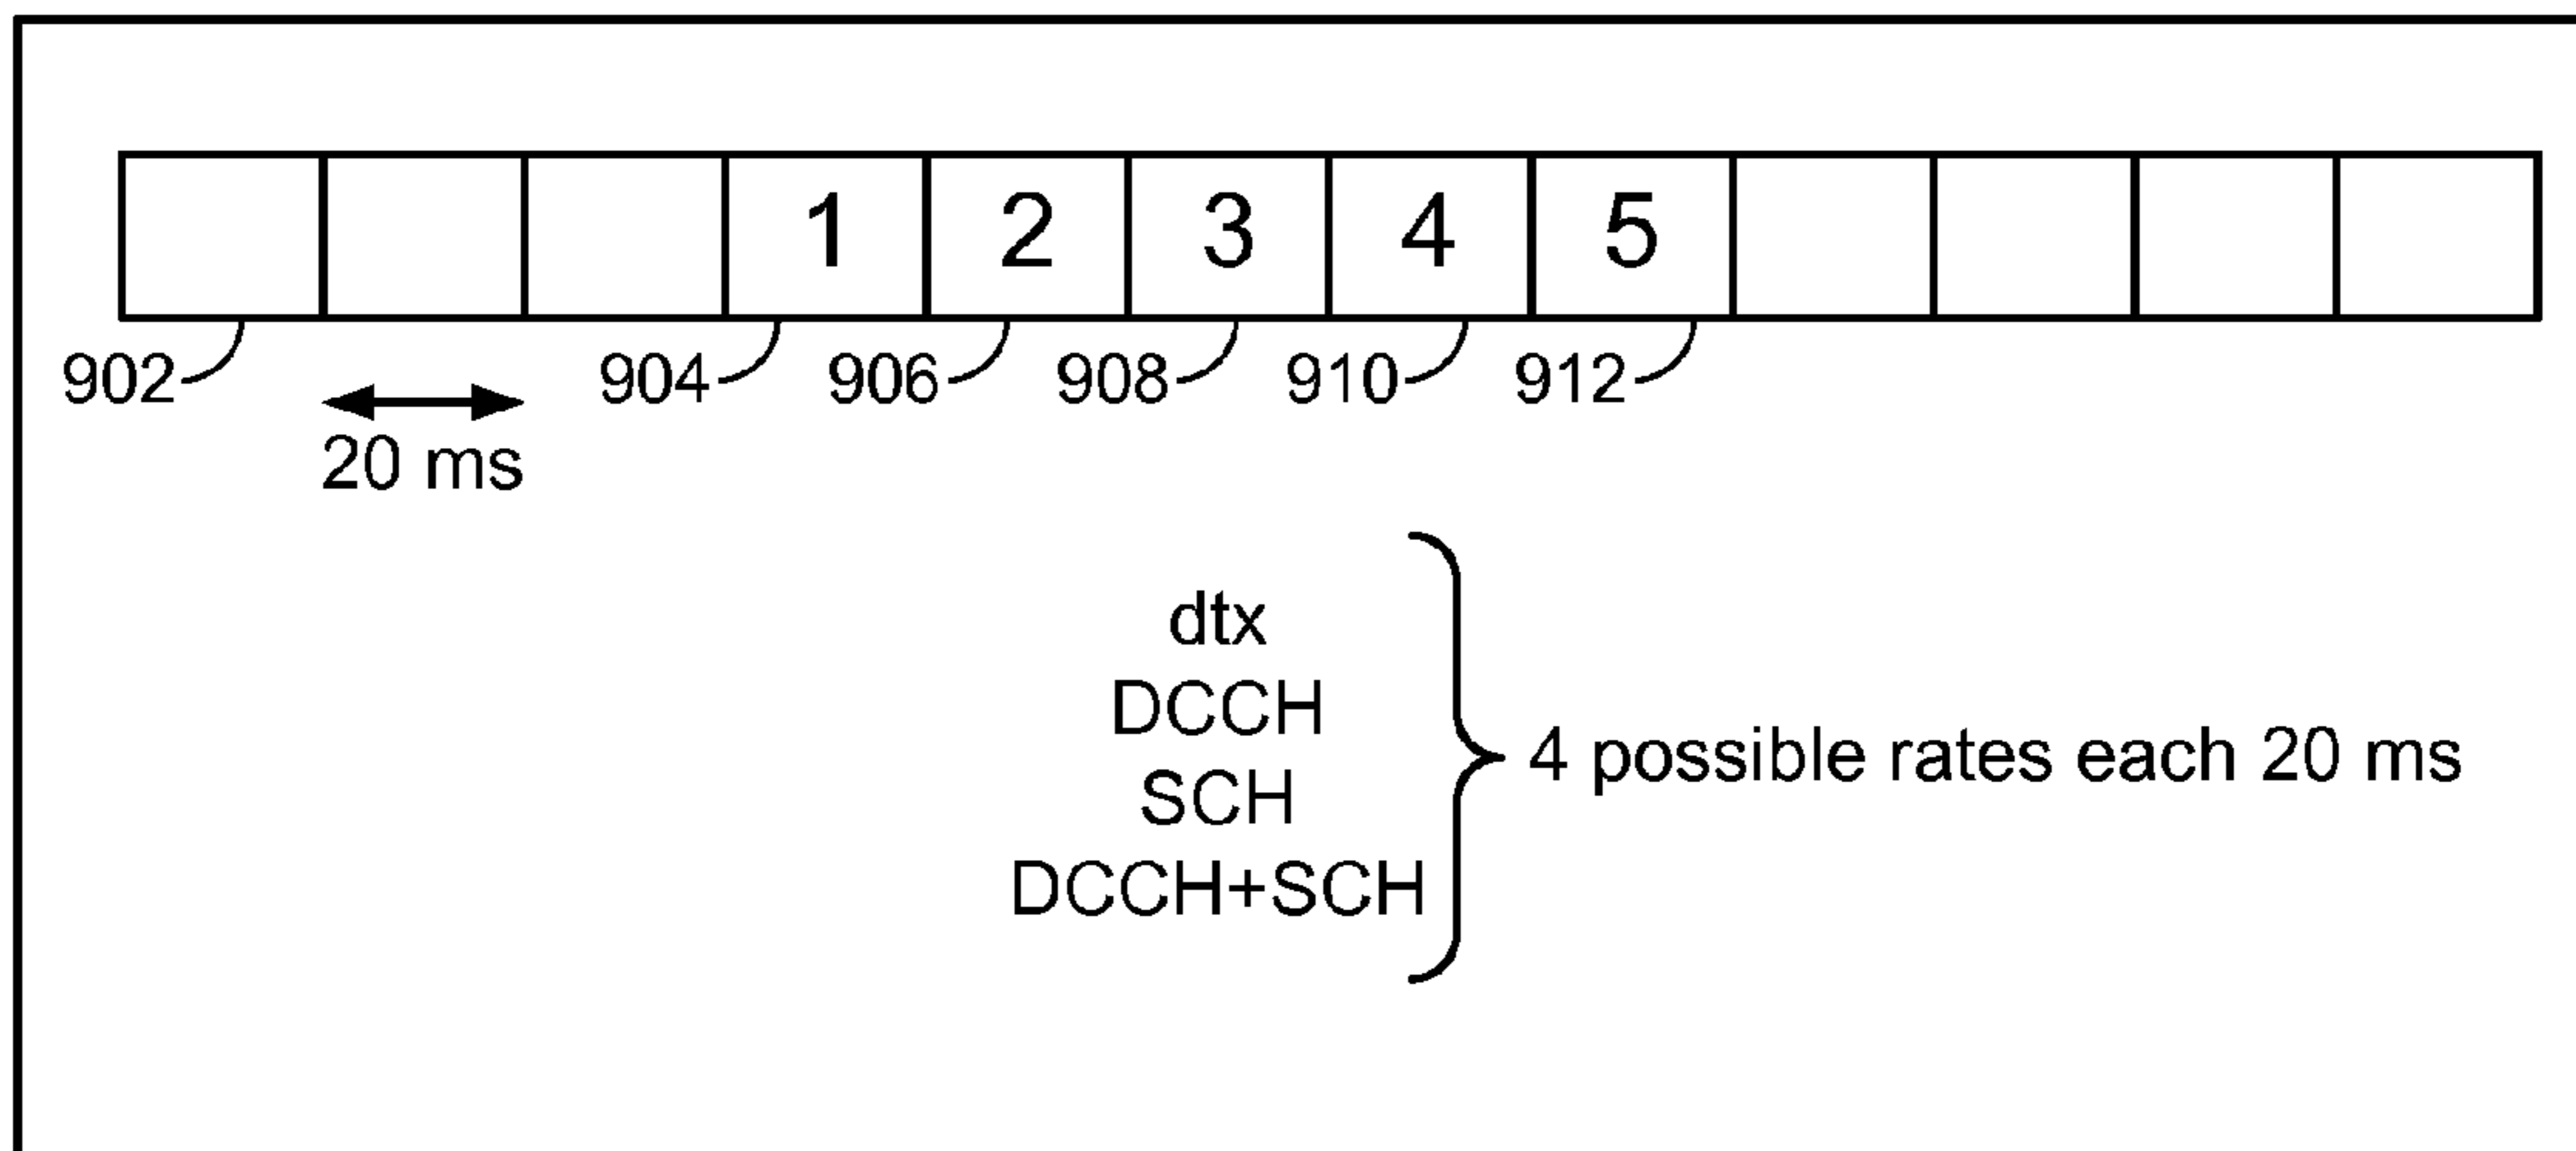 1 2 3 4 5
902 904 906 908 910 912
20 ms
dtx
DCCH
SCH
DCCH+SCH
4 possible rates each 20 ms